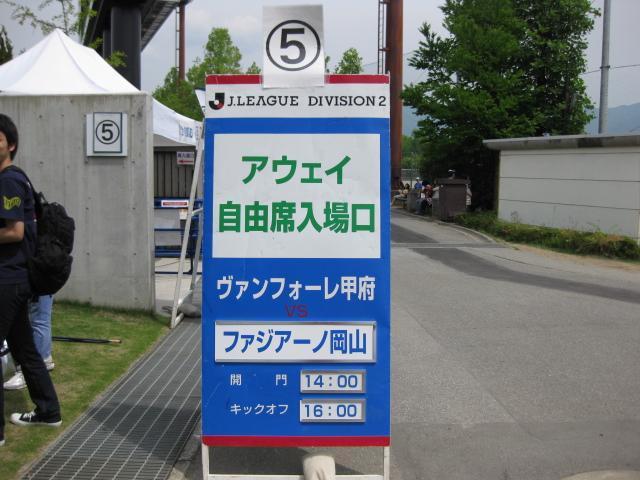 ⑤
J.LEAGUE DIVISION 2
⑤
アウェイ
自由席入場口
ヴァンフォーレ甲府
VS
ファジアーノ岡山
開門 14:00
キックオフ 16:00